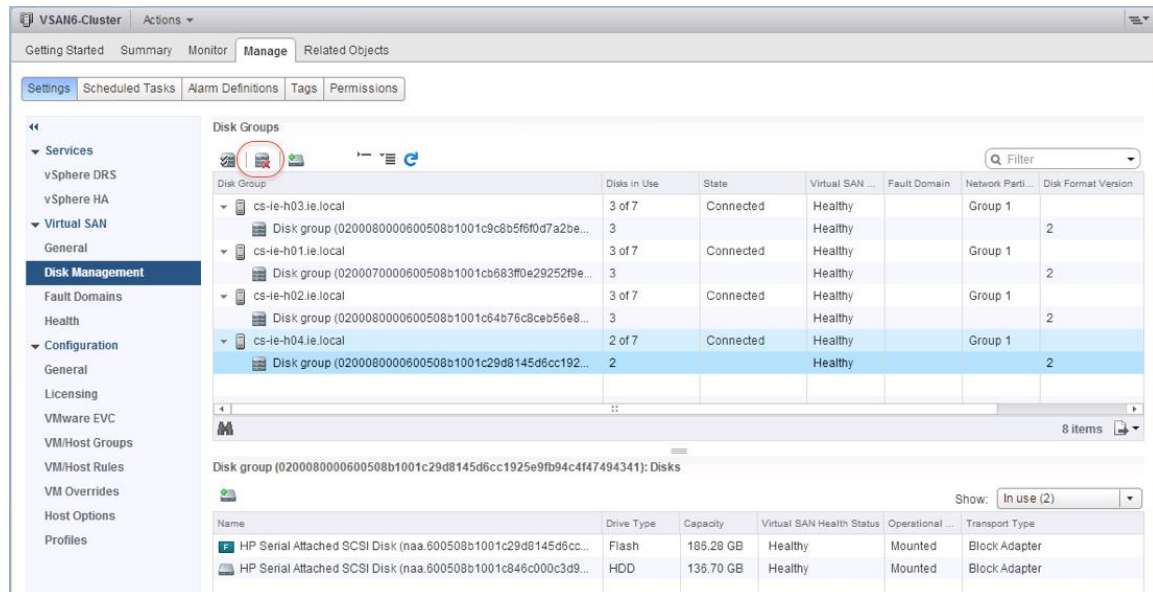 VSAN6-Cluster Actions
Getting Started Summary Monitor Manage Related Objects
Settings Scheduled Tasks Alarm Definitions Tags Permissions
Services
vSphere DRS
vSphere HA
Virtual SAN
General
Disk Management
Fault Domains
Health
Configuration
General
Licensing
VMware EVC
VM/Host Groups
VM/Host Rules
VM Overrides
Host Options
Profiles
Disk Groups
Filter
Disk Group Disks in Use State Virtual SAN ... Fault Domain Network Parti... Disk Format Version
cs-ie-h03.ie.local 3 of 7 Connected Healthy Group 1
Disk group (0200080000600508b1001c9c8b5f6f0d7a2be... 3 Healthy 2
cs-ie-h01.ie.local 3 of 7 Connected Healthy Group 1
Disk group (0200070000600508b1001cb683ff0e29252f9e... 3 Healthy 2
cs-ie-h02.ie.local 3 of 7 Connected Healthy Group 1
Disk group (0200080000600508b1001c64b76c8ceb56e8... 3 Healthy 2
cs-ie-h04.ie.local 2 of 7 Connected Healthy Group 1
Disk group (0200080000600508b1001c29d8145d6cc192... 2 Healthy 2
8 items
Disk group (0200080000600508b1001c29d8145d6cc1925e9fb94c4f47494341): Disks
Show: In use (2)
Name Drive Type Capacity Virtual SAN Health Status Operational ... Transport Type
F HP Serial Attached SCSI Disk (naa.600508b1001c29d8145d6cc... Flash 186.28 GB Healthy Mounted Block Adapter
HP Serial Attached SCSI Disk (naa.600508b1001c846c000c3d9... HDD 136.70 GB Healthy Mounted Block Adapter